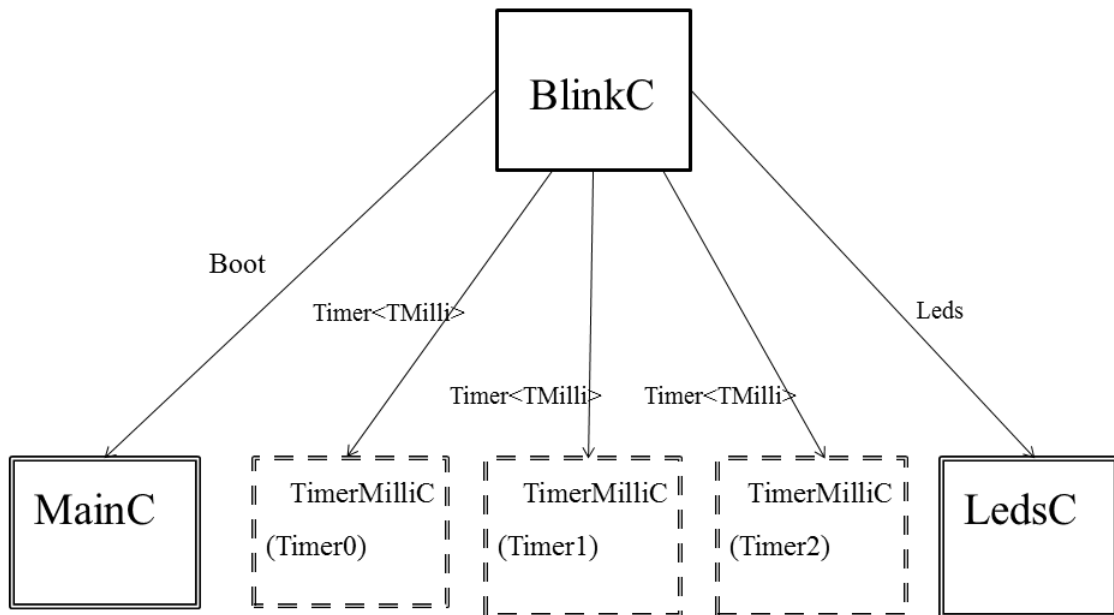 BlinkC
Boot
Timer<TMilli>
Leds
Timer<TMilli>
Timer<TMilli>
MainC
TimerMilliC
(Timer0)
TimerMilliC
(Timer1)
TimerMilliC
(Timer2)
LedsC